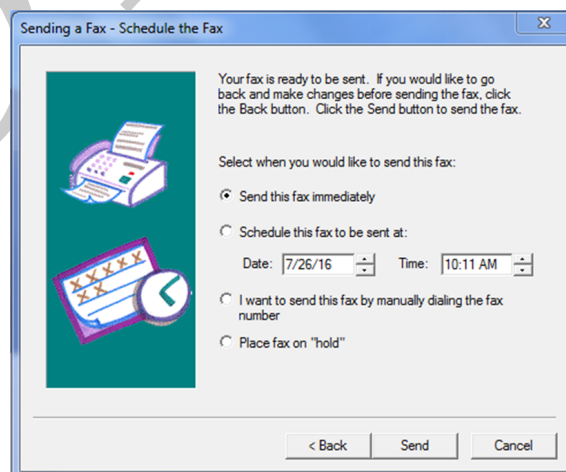 Sending a Fax - Schedule the Fax
Your fax is ready to be sent. If you would like to go
back and make changes before sending the fax, click
the Back button. Click the Send button to send the fax.
Select when you would like to send this fax:
Send this fax immediately
Schedule this fax to be sent at:
Date: 7/26/16 Time: 10:11 AM
I want to send this fax by manually dialing the fax
number
Place fax on "hold"
< Back Send Cancel